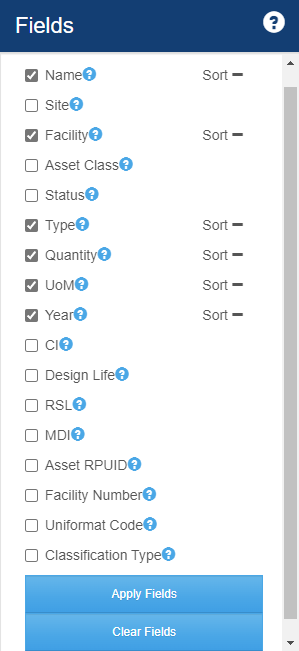 Fields ?
Name? Sort
Site?
Facility? Sort
Asset Class?
Status?
Type? Sort
Quantity? Sort
UoM? Sort
Year? Sort
CI?
Design Life?
RSL?
MDI?
Asset RPUID?
Facility Number?
Uniformat Code?
Classification Type?
Apply Fields
Clear Fields